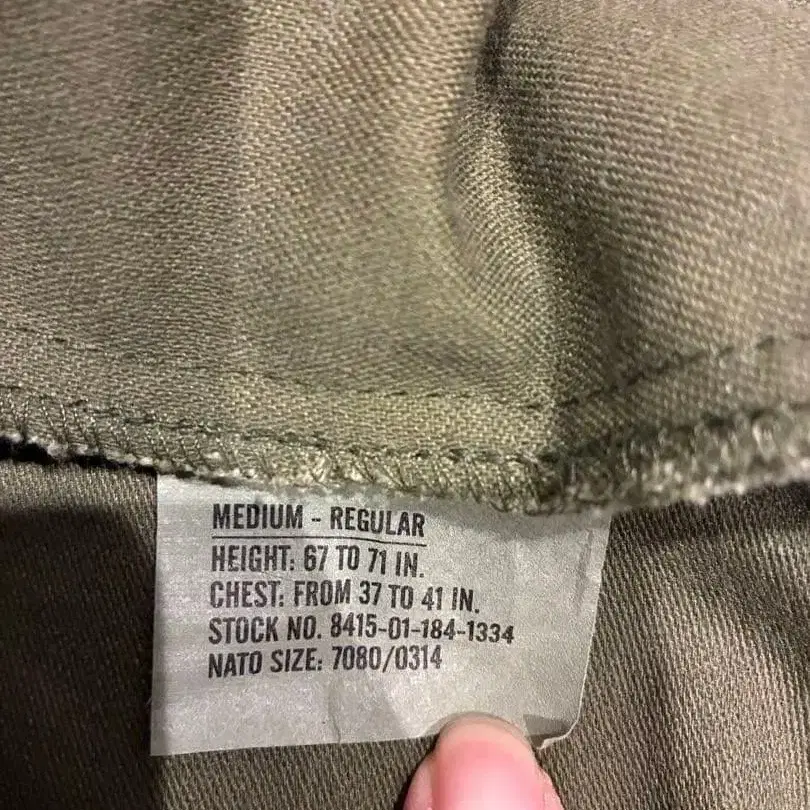 MEDIUM - REGULAR
HEIGHT: 67 TO 71 IN.
CHEST: FROM 37 TO 41 IN.
STOCK NO. 8415-01-184-1334
NATO SIZE: 7080/0314